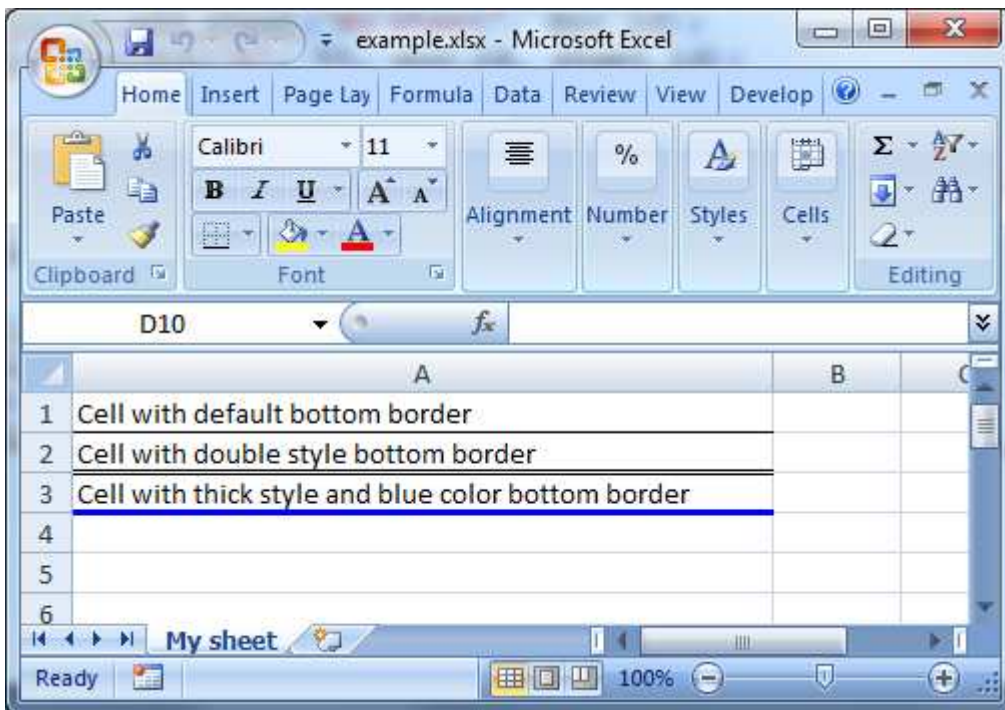 example.xlsx - Microsoft Excel
Home Insert Page Lay Formula Data Review View Develop
Calibri 11
B I U A A
Paste
A
% A
Alignment Number Styles Cells
Σ A Z
Clipboard Font Editing
D10 fx
A B C
1 Cell with default bottom border
2 Cell with double style bottom border
3 Cell with thick style and blue color bottom border
4
5
6
My sheet
Ready 100%